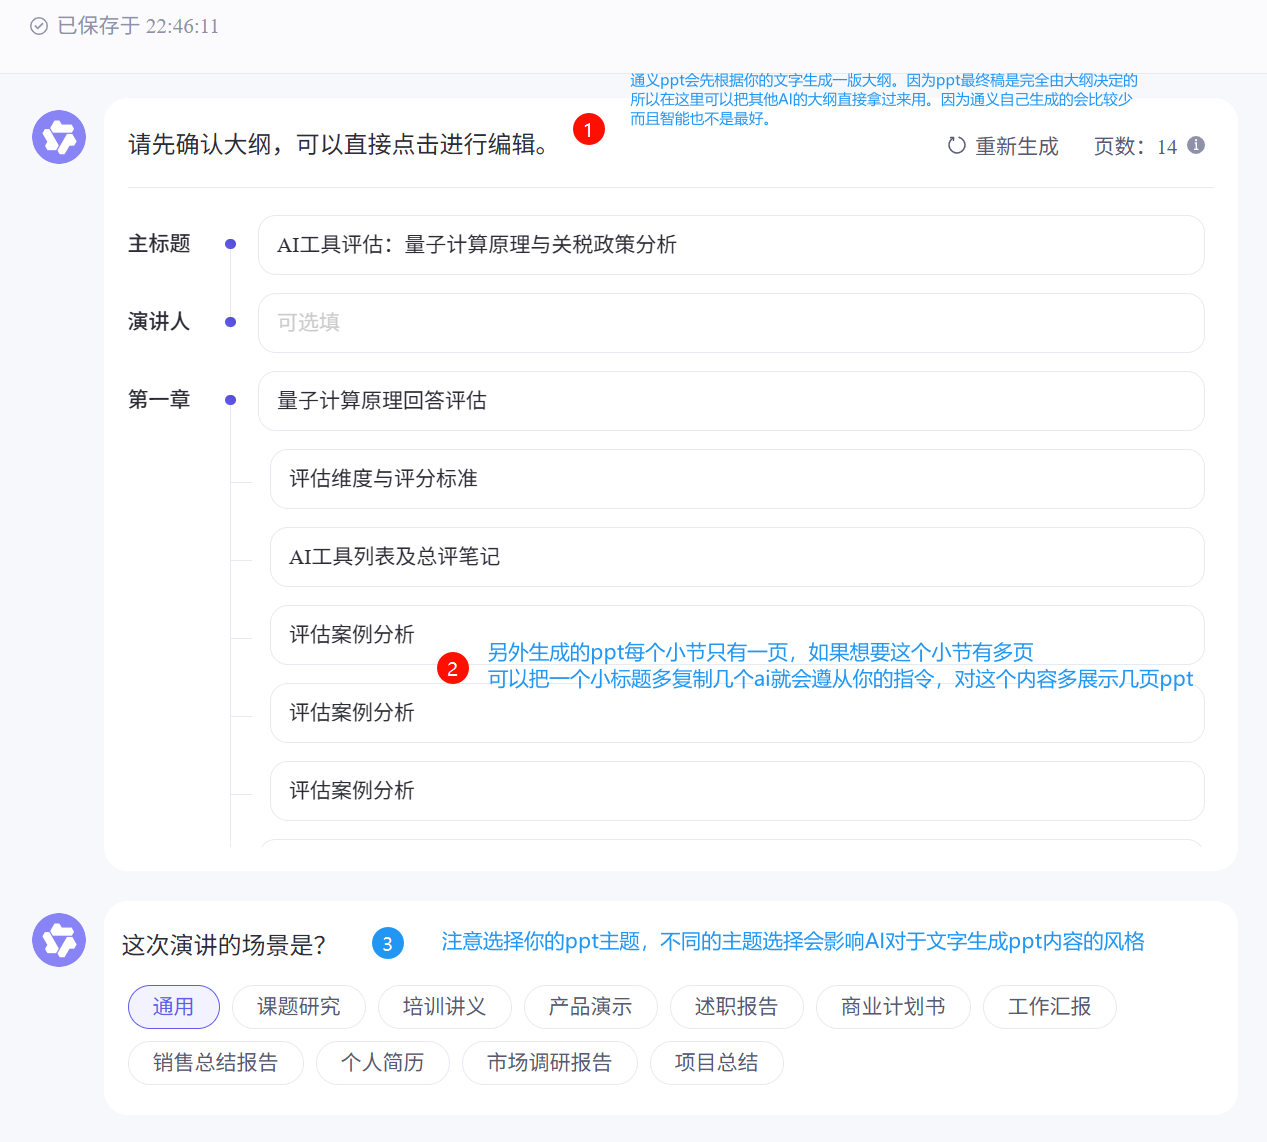 已保存于 22:46:11
通义ppt会先根据你的文字生成一版大纲。因为ppt最终稿是完全由大纲决定的
所以在这里可以把其他AI的大纲直接拿过来用。因为通义自己生成的会比较少
而且智能也不是最好。
请先确认大纲，可以直接点击进行编辑。
1
重新生成
页数：14
主标题
AI工具评估：量子计算原理与关税政策分析
演讲人
可选填
第一章
量子计算原理回答评估
评估维度与评分标准
AI工具列表及总评笔记
评估案例分析
2
另外生成的ppt每个小节只有一页，如果想要这个小节有多页
可以把一个小标题多复制几个ai就会遵从你的指令，对这个内容多展示几页ppt
评估案例分析
评估案例分析
这次演讲的场景是？
3
注意选择你的ppt主题，不同的主题选择会影响AI对于文字生成ppt内容的风格
通用 课题研究 培训讲义 产品演示 述职报告 商业计划书 工作汇报
销售总结报告 个人简历 市场调研报告 项目总结